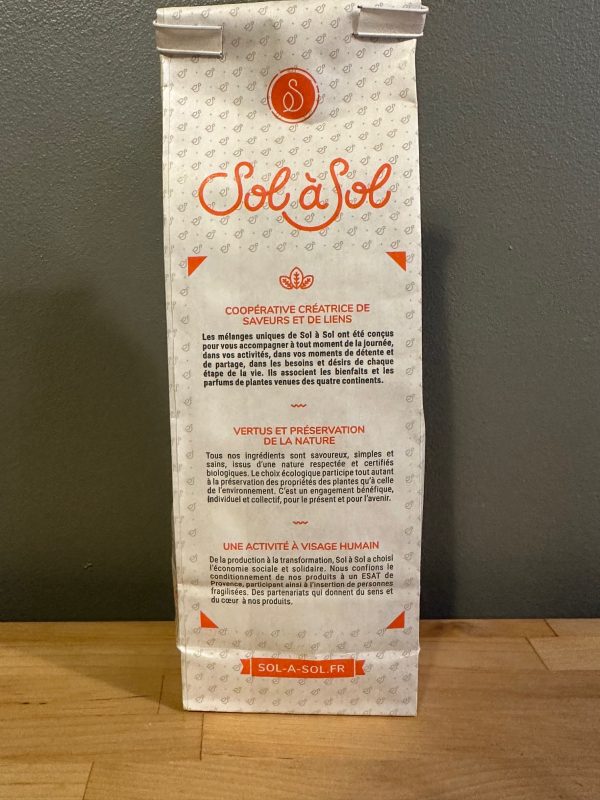 Sol à Sol
COOPÉRATIVE CRÉATRICE DE
SAVEURS ET DE LIENS
Les mélanges uniques de Sol à Sol ont été conçus
pour vous accompagner à tout moment de la journée,
dans vos activités, dans vos moments de détente et
de partage, dans les besoins et désirs de chaque
étape de la vie. Ils associent les bienfaits et les
parfums de plantes venues des quatre continents.
VERTUS ET PRÉSERVATION
DE LA NATURE
Tous nos ingrédients sont savoureux, simples et
sains, issus d'une nature respectée et certifiés
biologiques. Le choix écologique participe tout autant
à la préservation des propriétés des plantes qu'à celle
de l'environnement. C'est un engagement bénéfique,
individuel et collectif, pour le présent et pour l'avenir.
UNE ACTIVITÉ À VISAGE HUMAIN
De la production à la transformation, Sol à Sol a choisi
l'économie sociale et solidaire. Nous confions le
conditionnement de nos produits à un ESAT de
Provence, participant ainsi à l'insertion de personnes
fragilisées. Des partenariats qui donnent du sens et
du cœur à nos produits.
SOL-A-SOL.FR